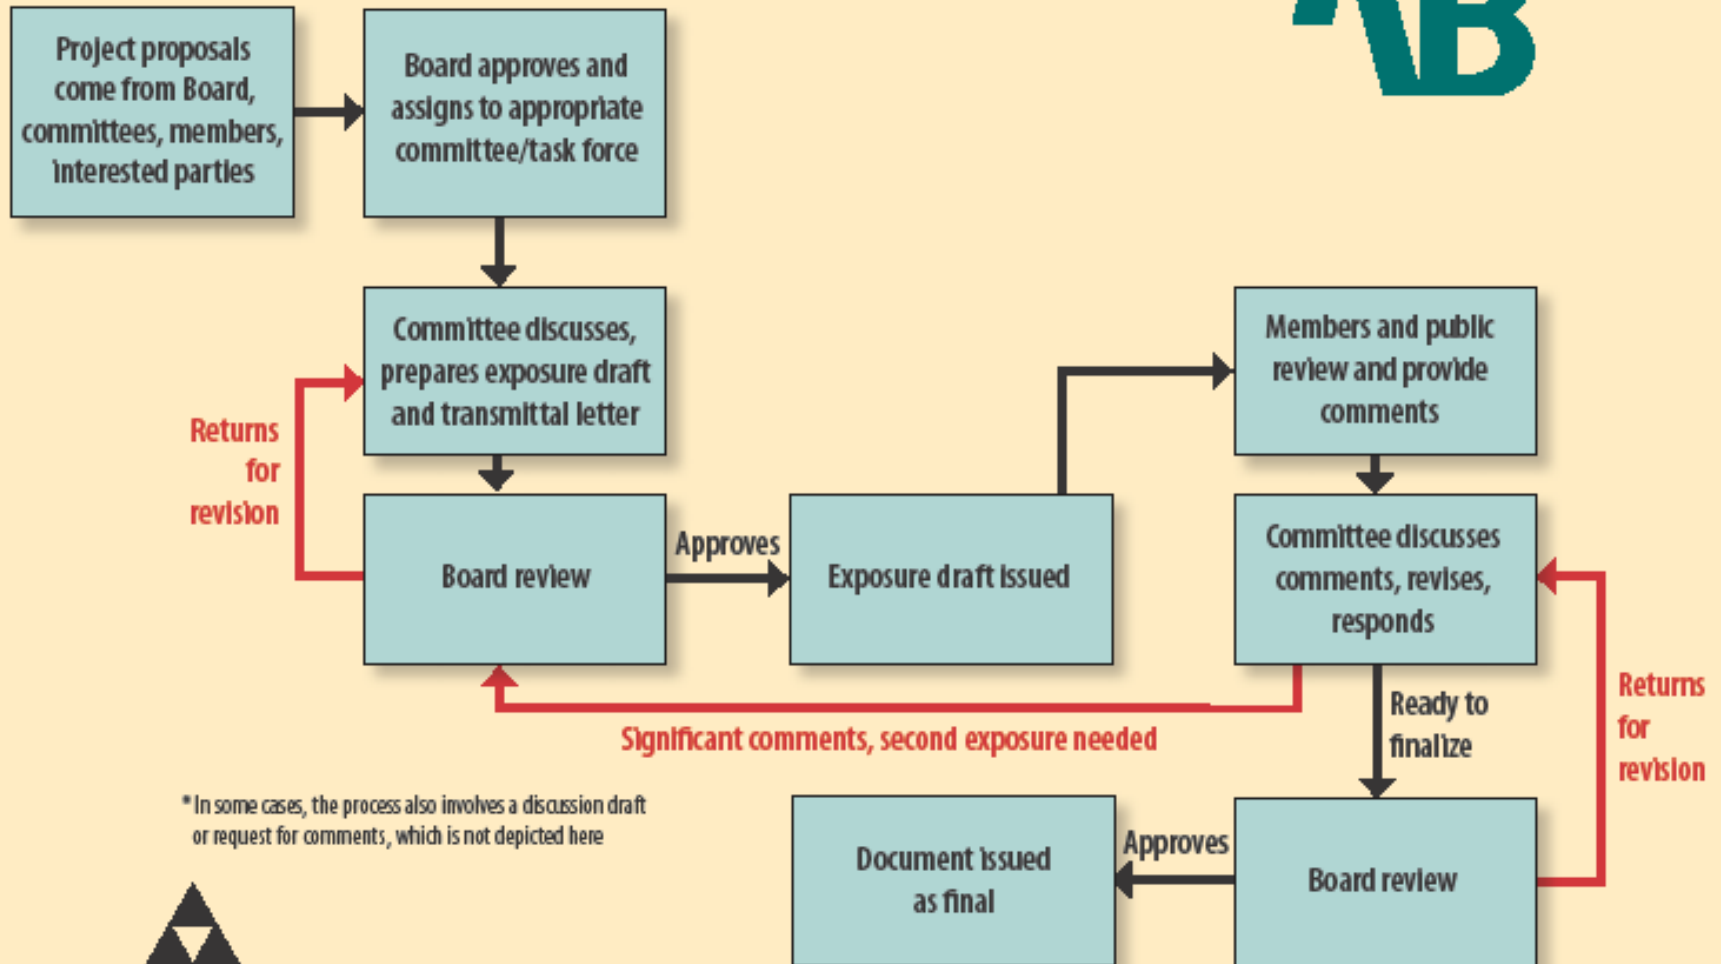 Project proposals
come from Board,
committees, members,
interested parties
Board approves and
assigns to appropriate
committee/task force
Committee discusses,
prepares exposure draft
and transmittal letter
Returns
for
revision
Board review
Approves
Exposure draft issued
Members and public
review and provide
comments
Committee discusses
comments, revises,
responds
Significant comments, second exposure needed
Ready to
finalize
Returns
for
revision
Board review
Approves
Document issued
as final
* In some cases, the process also involves a discussion draft
or request for comments, which is not depicted here